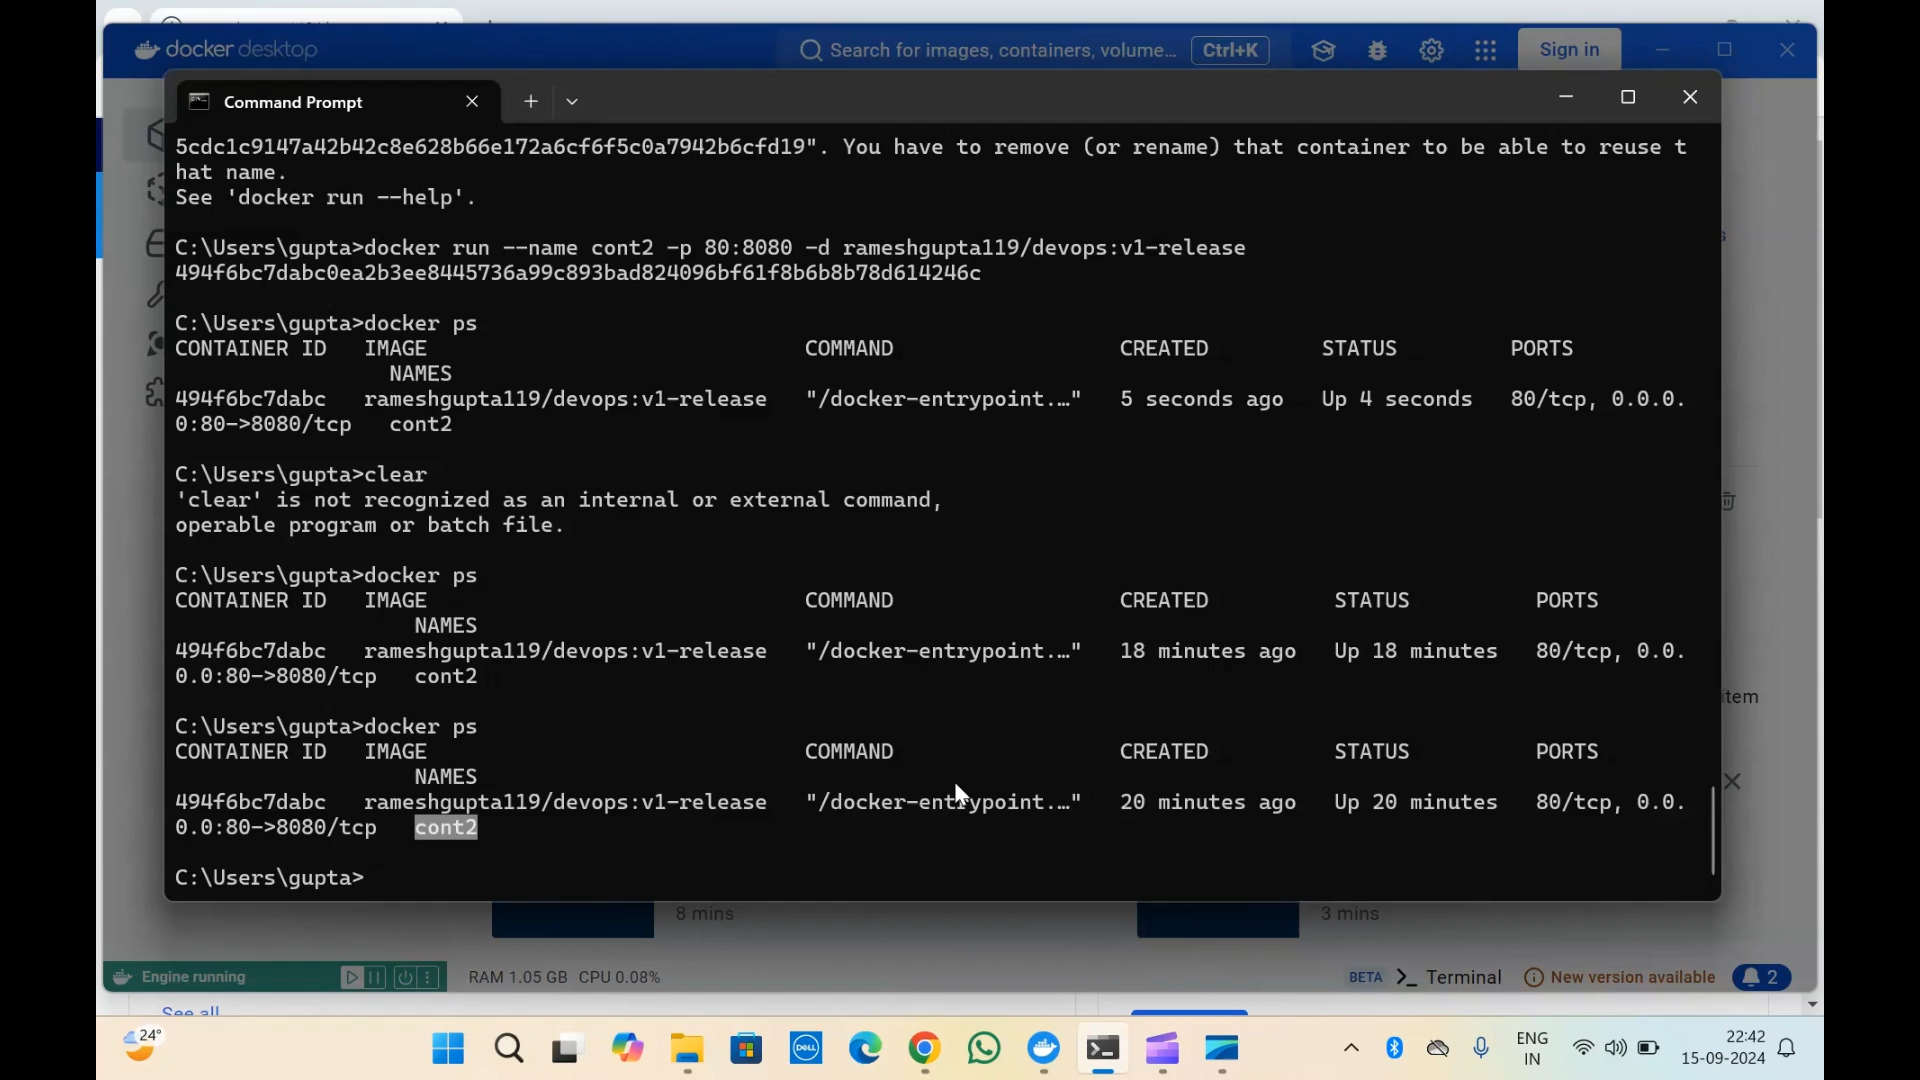 docker desktop
Search for images, containers, volume... Ctrl+K
Sign in
Command Prompt
5cdc1c9147a42b42c8e628b66e172a6cf6f5c0a7942b6cfd19". You have to remove (or rename) that container to be able to reuse t
hat name.
See 'docker run --help'.
C:\Users\gupta>docker run --name cont2 -p 80:8080 -d rameshgupta119/devops:v1-release
494f6bc7dabc0ea2b3ee8445736a99c893bad824096bf61f8b6b8b78d614246c
C:\Users\gupta>docker ps
CONTAINER ID IMAGE COMMAND CREATED STATUS PORTS
NAMES
494f6bc7dabc rameshgupta119/devops:v1-release "/docker-entrypoint.…" 5 seconds ago Up 4 seconds 80/tcp, 0.0.0.
0:80->8080/tcp cont2
C:\Users\gupta>clear
'clear' is not recognized as an internal or external command,
operable program or batch file.
C:\Users\gupta>docker ps
CONTAINER ID IMAGE COMMAND CREATED STATUS PORTS
NAMES
494f6bc7dabc rameshgupta119/devops:v1-release "/docker-entrypoint.…" 18 minutes ago Up 18 minutes 80/tcp, 0.0.
0.0:80->8080/tcp cont2
C:\Users\gupta>docker ps
CONTAINER ID IMAGE COMMAND CREATED STATUS PORTS
NAMES
494f6bc7dabc rameshgupta119/devops:v1-release "/docker-entrypoint.…" 20 minutes ago Up 20 minutes 80/tcp, 0.0.
0.0:80->8080/tcp cont2
C:\Users\gupta>
item
8 mins
3 mins
Engine running
RAM 1.05 GB CPU 0.08%
BETA >_ Terminal
New version available
2
See all
24°
DELL
ENG
IN
22:42
15-09-2024